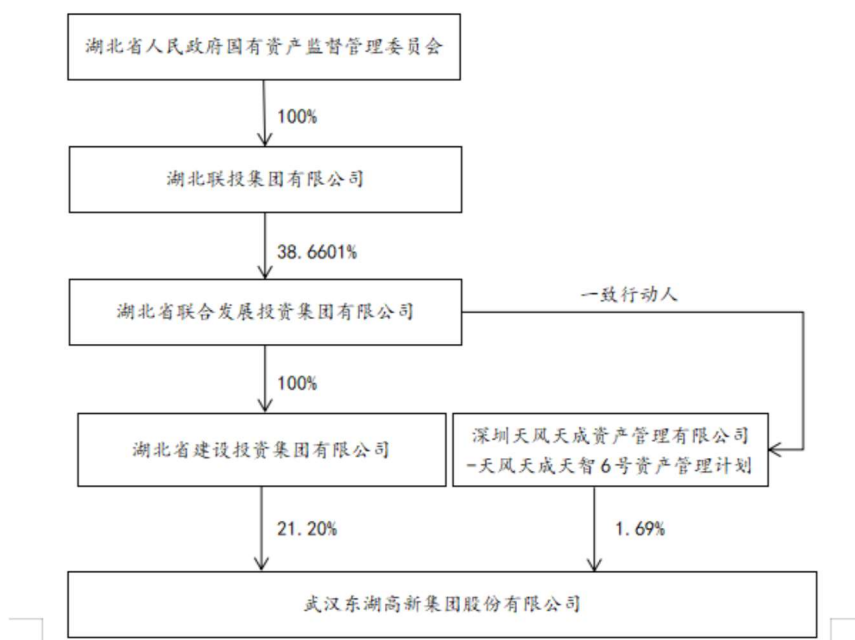 湖北省人民政府国有资产监督管理委员会
100%
湖北联投集团有限公司
38.6601%
湖北省联合发展投资集团有限公司
一致行动人
100%
湖北省建设投资集团有限公司
深圳天风天成资产管理有限公司
-天风天成天智6号资产管理计划
21.20%
1.69%
武汉东湖高新集团股份有限公司